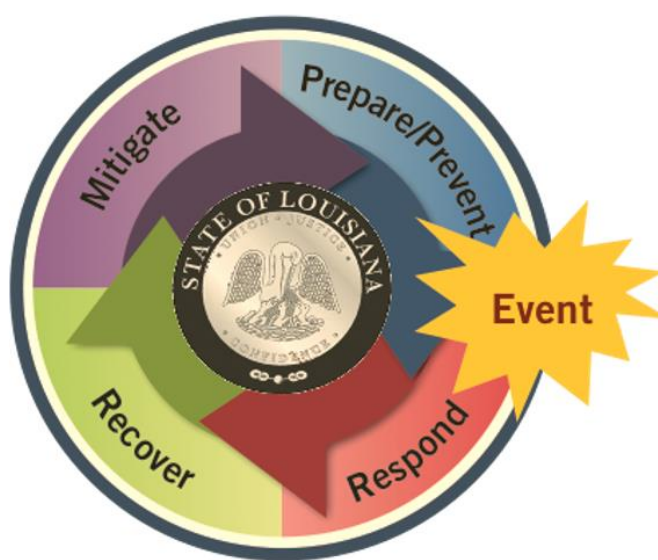 Mitigate
Prepare/Prevent
Event
Respond
Recover
STATE OF LOUISIANA
UNION · JUSTICE
CONFIDENCE